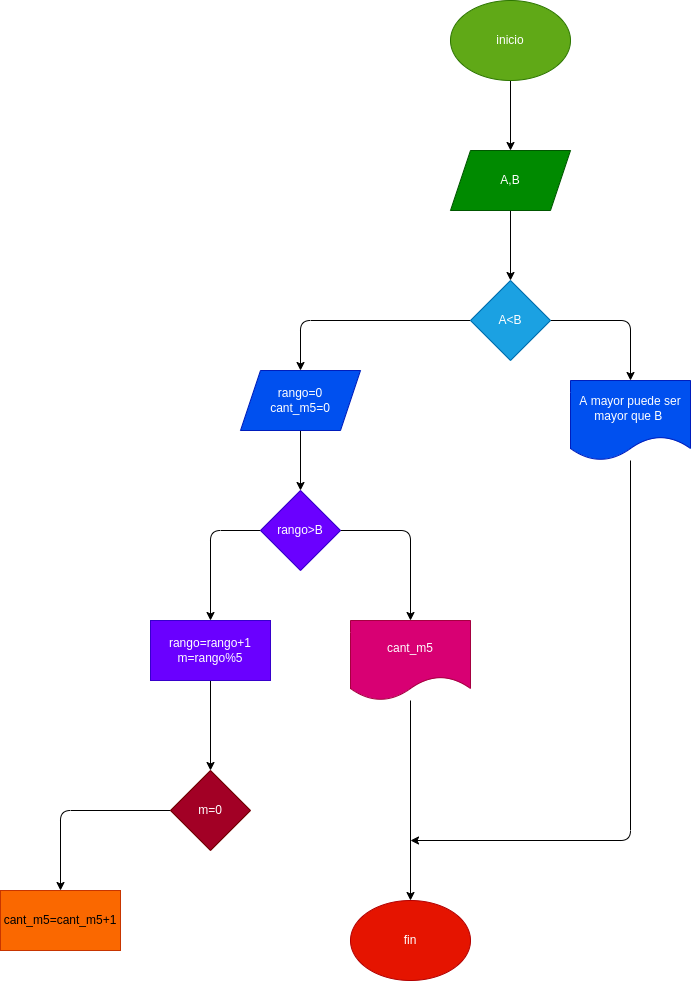 inicio
A,B
A<B
rango=0
cant_m5=0
A mayor puede ser
mayor que B
rango>B
rango=rango+1
m=rango%5
cant_m5
m=0
cant_m5=cant_m5+1
fin